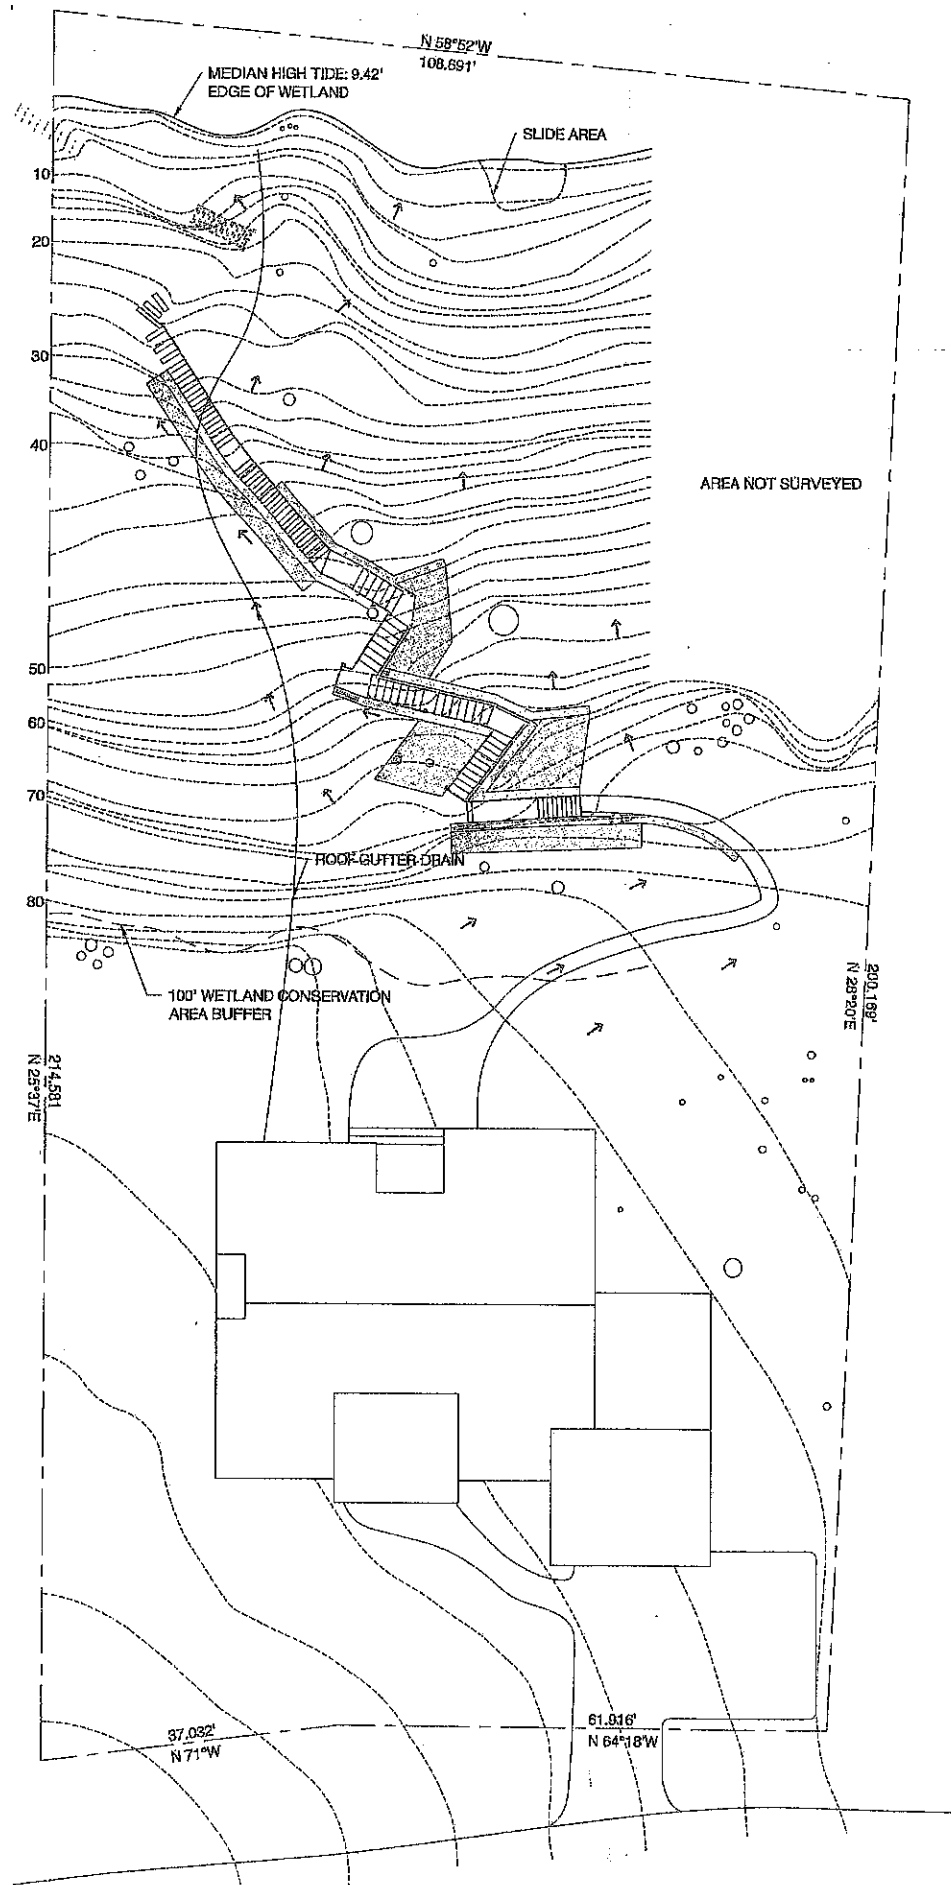 N 58°52'W
108.691'
MEDIAN HIGH TIDE: 9.42'
EDGE OF WETLAND
SLIDE AREA
10
20
30
40
AREA NOT SURVEYED
50
60
70
ROOF-GUTTER DRAIN
80
100' WETLAND CONSERVATION
AREA BUFFER
200.169'
N 28°20'E
214.581
N 25°37'E
37.032'
N 71°W
61.916'
N 64°18'W